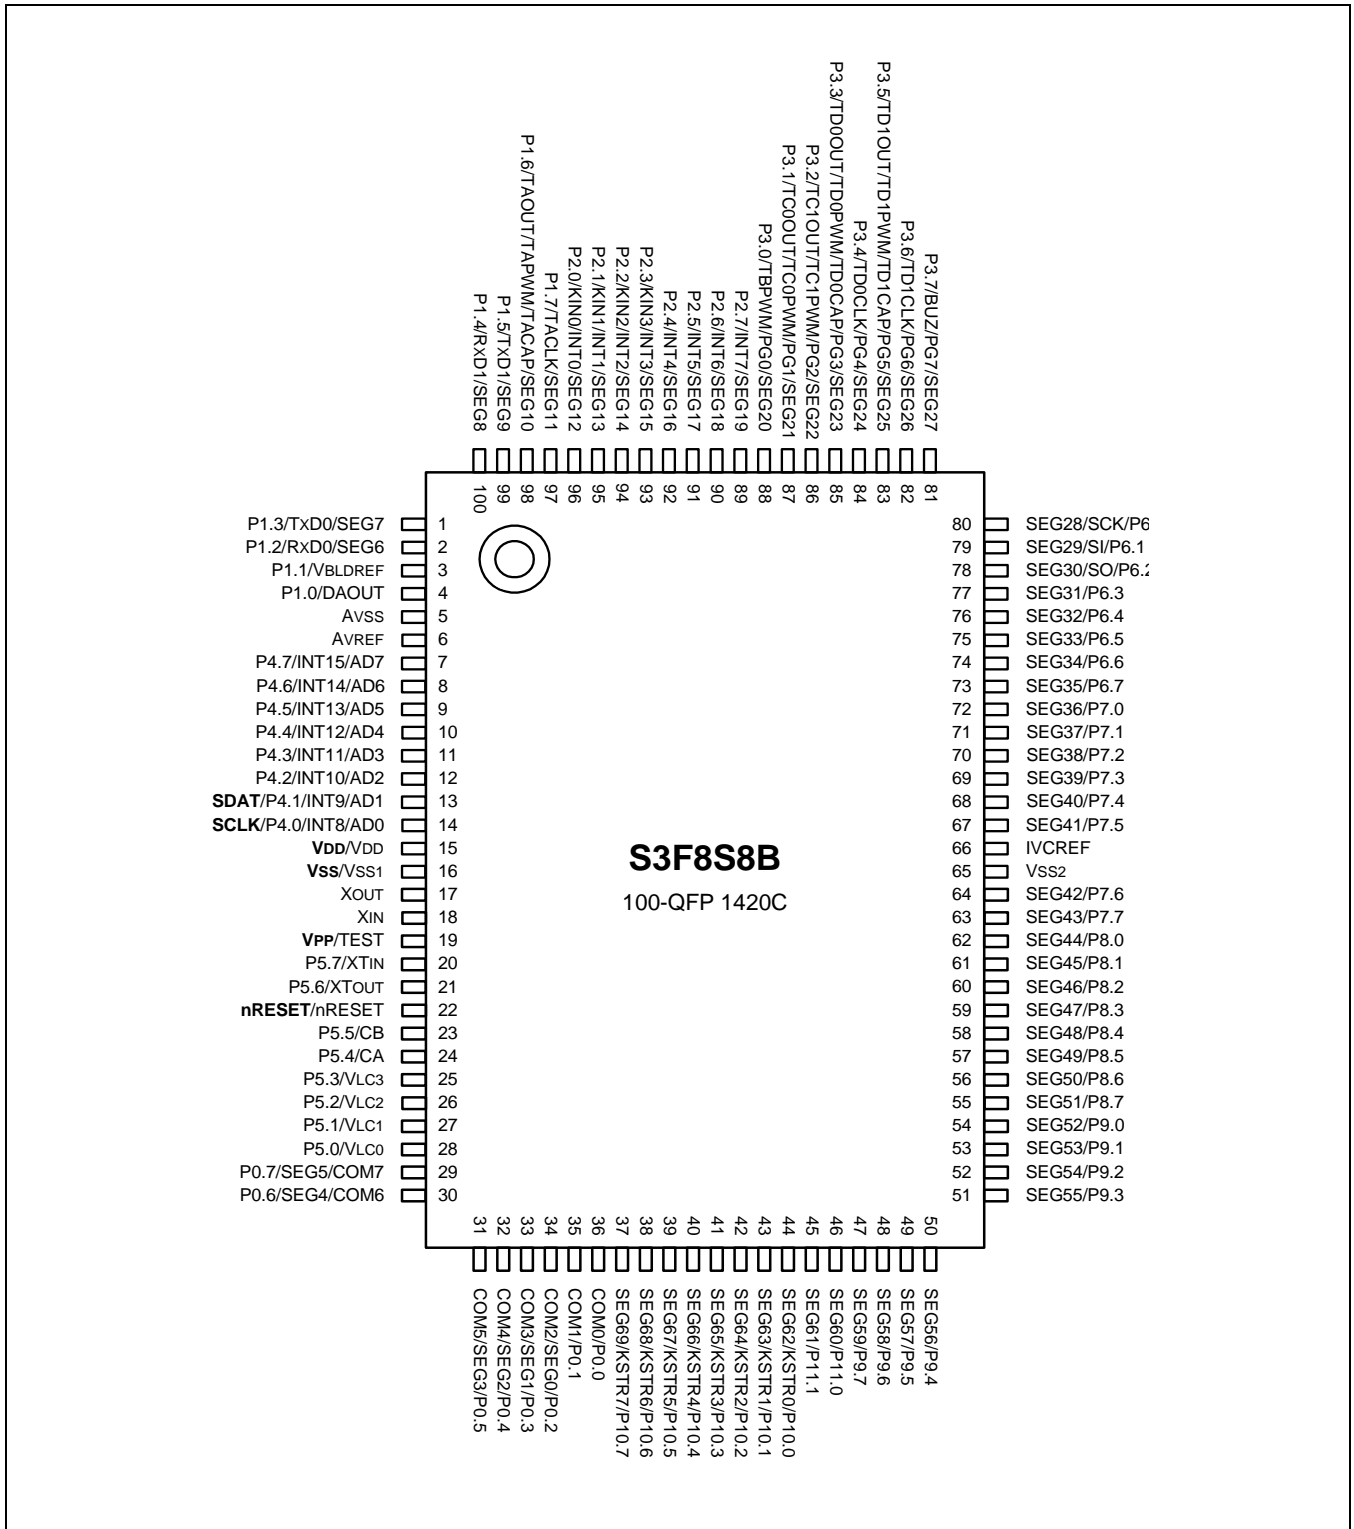 P1.4/RxD1/SEG8
P1.5/TxD1/SEG9
P1.6/TAOUT/TAPWM/TACAP/SEG10
P1.7/TACLK/SEG11
P2.0/KIN0/INT0/SEG12
P2.1/KIN1/INT1/SEG13
P2.2/KIN2/INT2/SEG14
P2.3/KIN3/INT3/SEG15
P2.4/INT4/SEG16
P2.5/INT5/SEG17
P2.6/INT6/SEG18
P2.7/INT7/SEG19
P3.0/TBPWM/PG0/SEG20
P3.1/TC0OUT/TC0PWM/PG1/SEG21
P3.2/TC1OUT/TC1PWM/PG2/SEG22
P3.3/TD0OUT/TD0PWM/TD0CAP/PG3/SEG23
P3.4/TD0CLK/PG4/SEG24
P3.5/TD1OUT/TD1PWM/TD1CAP/PG5/SEG25
P3.6/TD1CLK/PG6/SEG26
P3.7/BUZ/PG7/SEG27
100 99 98 97 96 95 94 93 92 91 90 89 88 87 86 85 84 83 82 81
P1.3/TxD0/SEG7 1
P1.2/RxD0/SEG6 2
P1.1/VBLDREF 3
P1.0/DAOUT 4
AVSS 5
AVREF 6
P4.7/INT15/AD7 7
P4.6/INT14/AD6 8
P4.5/INT13/AD5 9
P4.4/INT12/AD4 10
P4.3/INT11/AD3 11
P4.2/INT10/AD2 12
SDAT/P4.1/INT9/AD1 13
SCLK/P4.0/INT8/AD0 14
VDD/VDD 15
VSS/VSS1 16
XOUT 17
XIN 18
VPP/TEST 19
P5.7/XTIN 20
P5.6/XTOUT 21
nRESET/nRESET 22
P5.5/CB 23
P5.4/CA 24
P5.3/VLC3 25
P5.2/VLC2 26
P5.1/VLC1 27
P5.0/VLC0 28
P0.7/SEG5/COM7 29
P0.6/SEG4/COM6 30
S3F8S8B
100-QFP 1420C
80 SEG28/SCK/P6
79 SEG29/SI/P6.1
78 SEG30/SO/P6.2
77 SEG31/P6.3
76 SEG32/P6.4
75 SEG33/P6.5
74 SEG34/P6.6
73 SEG35/P6.7
72 SEG36/P7.0
71 SEG37/P7.1
70 SEG38/P7.2
69 SEG39/P7.3
68 SEG40/P7.4
67 SEG41/P7.5
66 IVCREF
65 VSS2
64 SEG42/P7.6
63 SEG43/P7.7
62 SEG44/P8.0
61 SEG45/P8.1
60 SEG46/P8.2
59 SEG47/P8.3
58 SEG48/P8.4
57 SEG49/P8.5
56 SEG50/P8.6
55 SEG51/P8.7
54 SEG52/P9.0
53 SEG53/P9.1
52 SEG54/P9.2
51 SEG55/P9.3
31 32 33 34 35 36 37 38 39 40 41 42 43 44 45 46 47 48 49 50
COM5/SEG3/P0.5
COM4/SEG2/P0.4
COM3/SEG1/P0.3
COM2/SEG0/P0.2
COM1/P0.1
COM0/P0.0
SEG69/KSTR7/P10.7
SEG68/KSTR6/P10.6
SEG67/KSTR5/P10.5
SEG66/KSTR4/P10.4
SEG65/KSTR3/P10.3
SEG64/KSTR2/P10.2
SEG63/KSTR1/P10.1
SEG62/KSTR0/P10.0
SEG61/P11.1
SEG60/P11.0
SEG59/P9.7
SEG58/P9.6
SEG57/P9.5
SEG56/P9.4